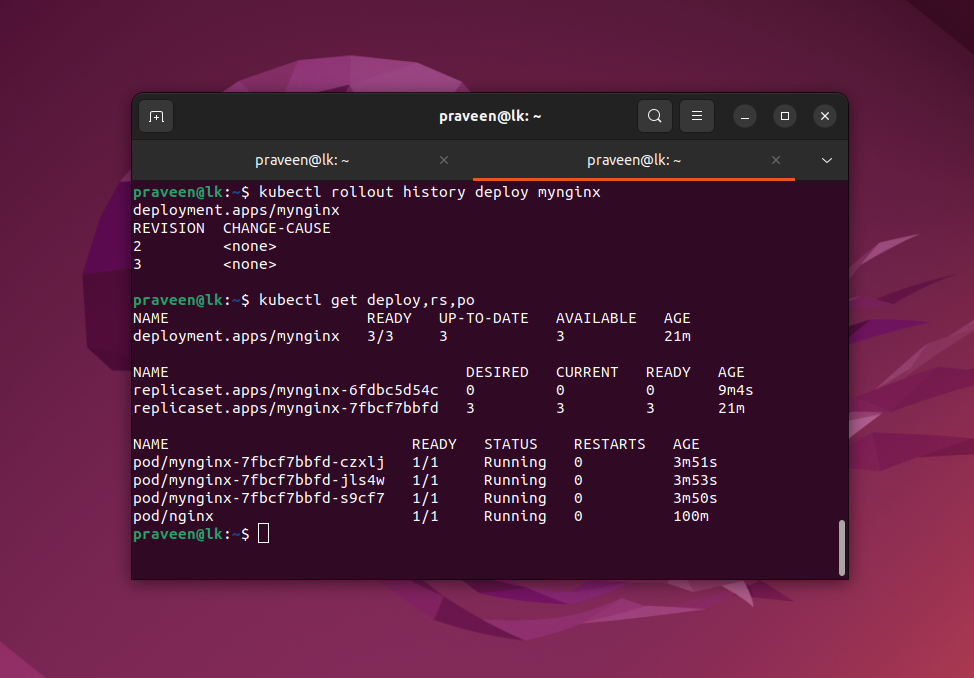 praveen@lk: ~
praveen@lk: ~ praveen@lk: ~
praveen@lk:~$ kubectl rollout history deploy mynginx
deployment.apps/mynginx
REVISION  CHANGE-CAUSE
2         <none>
3         <none>
praveen@lk:~$ kubectl get deploy,rs,po
NAME                      READY   UP-TO-DATE   AVAILABLE   AGE
deployment.apps/mynginx   3/3     3            3           21m
NAME                                 DESIRED   CURRENT   READY   AGE
replicaset.apps/mynginx-6fdbc5d54c   0         0         0       9m4s
replicaset.apps/mynginx-7fbcf7bbfd   3         3         3       21m
NAME                           READY   STATUS    RESTARTS   AGE
pod/mynginx-7fbcf7bbfd-czxlj   1/1     Running   0          3m51s
pod/mynginx-7fbcf7bbfd-jls4w   1/1     Running   0          3m53s
pod/mynginx-7fbcf7bbfd-s9cf7   1/1     Running   0          3m50s
pod/nginx                      1/1     Running   0          100m
praveen@lk:~$